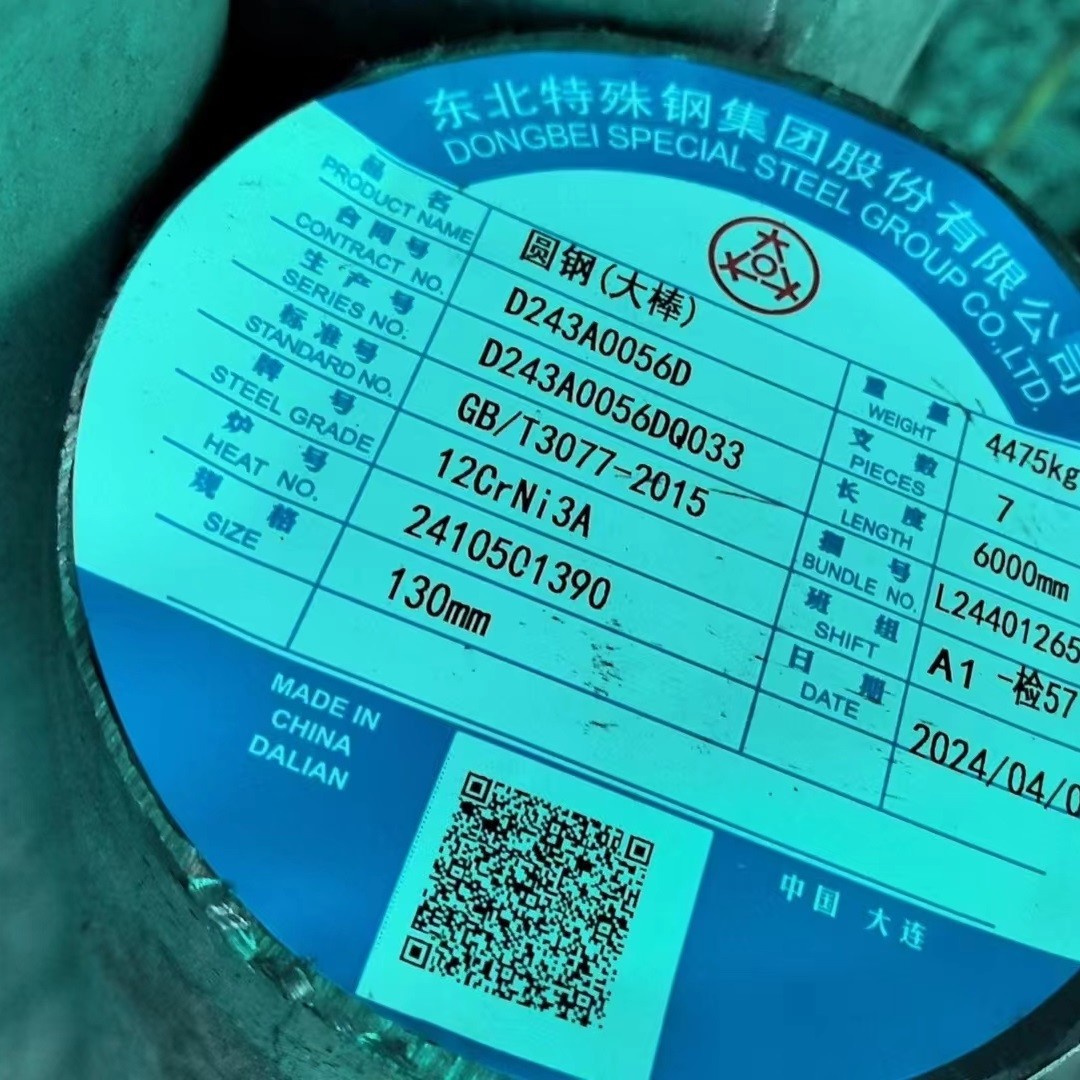 东北特殊钢集团股份有限公司
DONGBEI SPECIAL STEEL GROUP CO.,LTD.
品 名
PRODUCT NAME
圆钢(大棒)
合 同 号
CONTRACT NO.
D243A0056D
生 产 号
SERIES NO.
D243A0056DQ033
标 准 号
STANDARD NO.
GB/T3077-2015
牌 号
STEEL GRADE
12CrNi3A
炉 号
HEAT NO.
2410501390
规 格
SIZE
130mm
重 量
WEIGHT
4475kg
支 数
PIECES
7
长 度
LENGTH
6000mm
捆 号
BUNDLE NO.
L24401265
班 组
SHIFT
A1 -检57
日 期
DATE
2024/04/0
MADE IN
CHINA
DALIAN
中国 大连